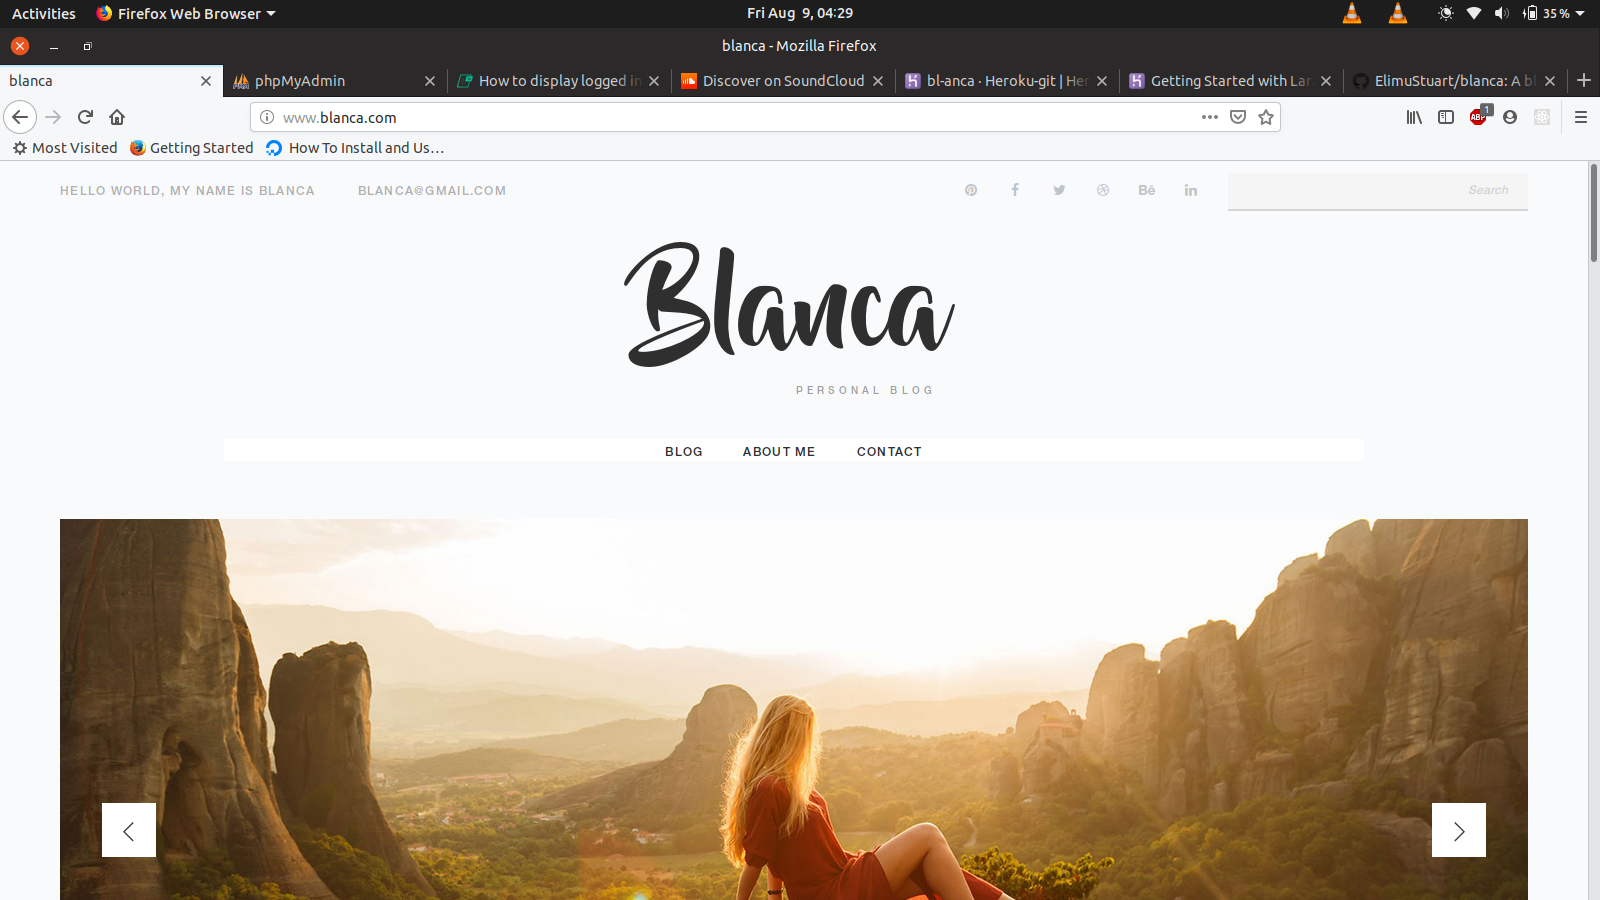 Activities Firefox Web Browser Fri Aug 9, 04:29 35 %
blanca - Mozilla Firefox
blanca phpMyAdmin How to display logged in Discover on SoundCloud bl-anca · Heroku-git | Her Getting Started with Lar ElimuStuart/blanca: A bl
www.blanca.com ABP 1
Most Visited Getting Started How To Install and Us…
HELLO WORLD, MY NAME IS BLANCA BLANCA@GMAIL.COM Bē in Search
Blanca
PERSONAL BLOG
BLOG ABOUT ME CONTACT